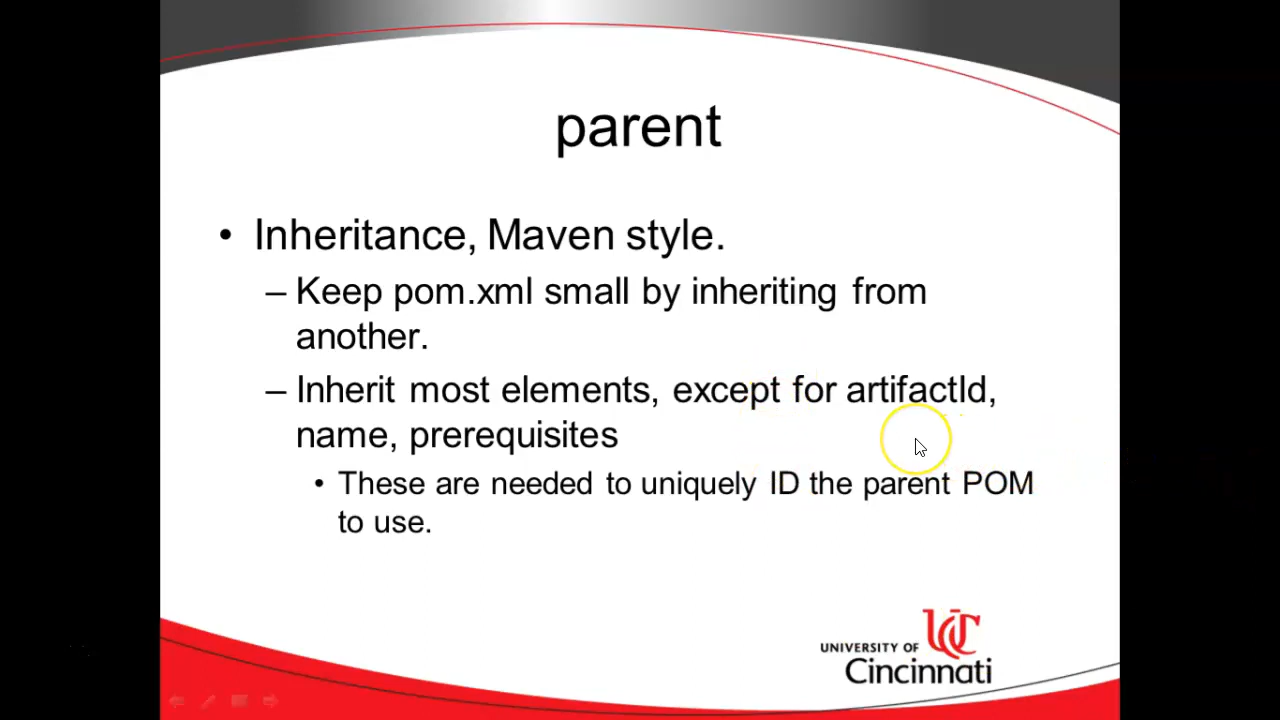 parent
• Inheritance, Maven style.
– Keep pom.xml small by inheriting from
another.
– Inherit most elements, except for artifactId,
name, prerequisites
• These are needed to uniquely ID the parent POM
to use.
UC
UNIVERSITY OF
Cincinnati